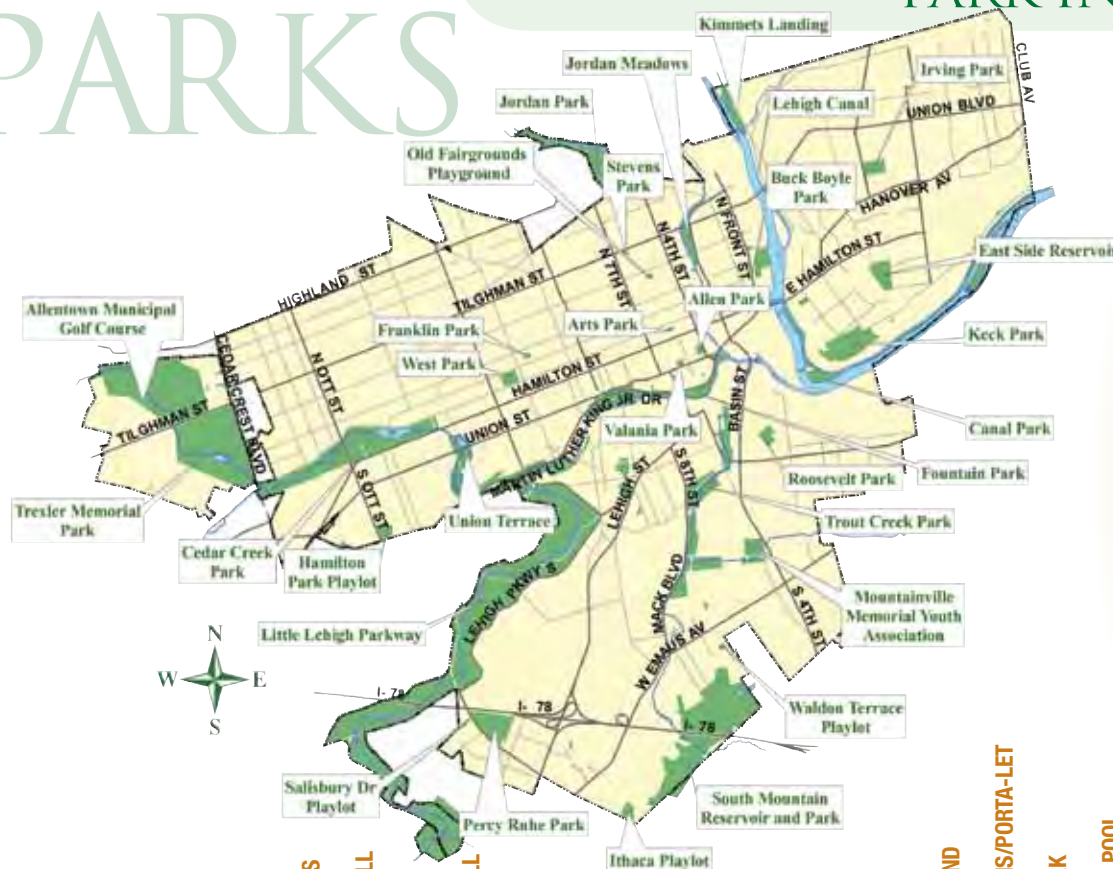 PARKS
Kimmets Landing
Jordan Meadows
Irving Park
CLUB AV
Jordan Park
Lehigh Canal
UNION BLVD
Old Fairgrounds
Playground
Stevens
Park
Buck Boyle
Park
HANOVER AV
N FRONT ST
N 4TH ST
N 7TH ST
E HAMILTON ST
East Side Reservoir
HIGHLAND ST
TILGHMAN ST
Allen Park
Allentown Municipal
Golf Course
Franklin Park
Arts Park
Keck Park
CEDAR CREST BLVD
N OTT ST
West Park
HAMILTON ST
TILGHMAN ST
UNION ST
MARTIN LUTHER KING JR. DR
Valania Park
BASIN ST
Canal Park
S OTT ST
LEHIGH ST
S 8TH ST
Roosevelt Park
Fountain Park
Trexler Memorial
Park
Union Terrace
Trout Creek Park
Cedar Creek
Park
Hamilton
Park Playlot
LEHIGH PKWY S
MACK BLVD
S 4TH ST
Mountainville
Memorial Youth
Association
Little Lehigh Parkway
W EMAUS AV
N
W E
S
I- 78
I- 78
I- 78
Waldon Terrace
Playlot
Salisbury Dr
Playlot
Percy Ruhe Park
South Mountain
Reservoir and Park
Ithaca Playlot
S/PORTA-LET
POOL